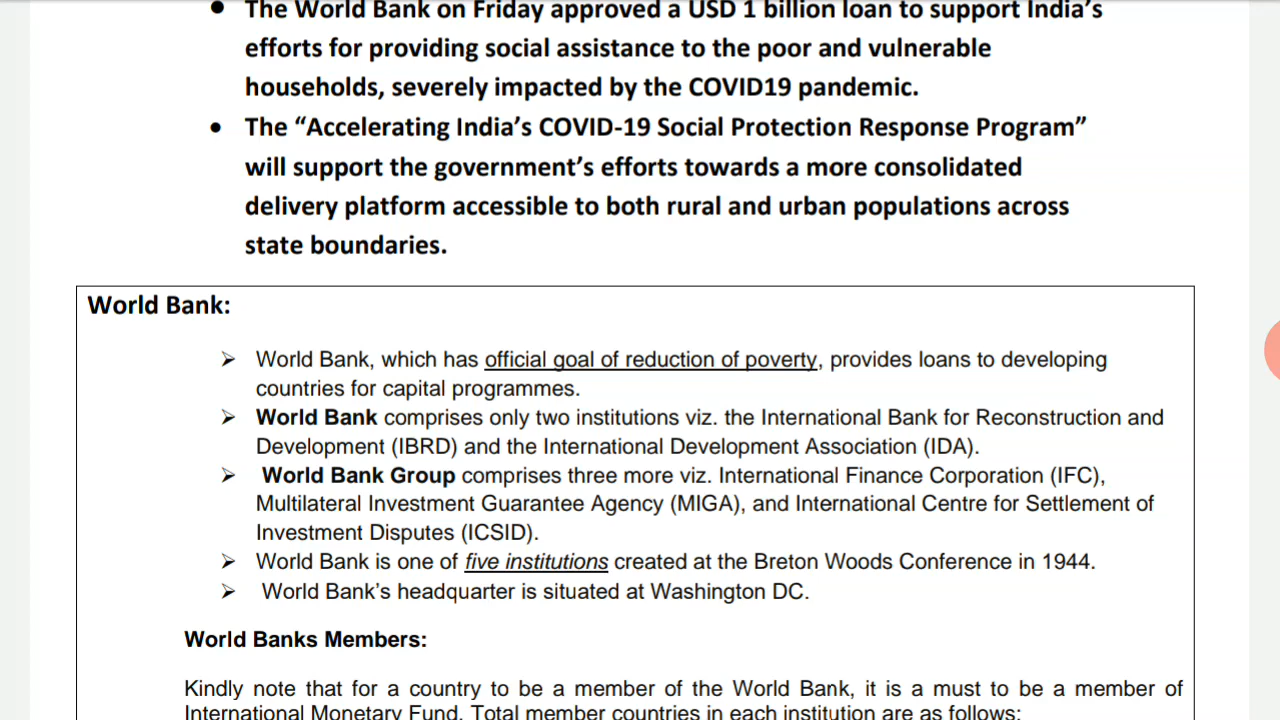 • The World Bank on Friday approved a USD 1 billion loan to support India’s
efforts for providing social assistance to the poor and vulnerable
households, severely impacted by the COVID19 pandemic.
• The “Accelerating India’s COVID-19 Social Protection Response Program”
will support the government’s efforts towards a more consolidated
delivery platform accessible to both rural and urban populations across
state boundaries.
World Bank:
➢ World Bank, which has official goal of reduction of poverty, provides loans to developing
countries for capital programmes.
➢ World Bank comprises only two institutions viz. the International Bank for Reconstruction and
Development (IBRD) and the International Development Association (IDA).
➢ World Bank Group comprises three more viz. International Finance Corporation (IFC),
Multilateral Investment Guarantee Agency (MIGA), and International Centre for Settlement of
Investment Disputes (ICSID).
➢ World Bank is one of five institutions created at the Breton Woods Conference in 1944.
➢ World Bank’s headquarter is situated at Washington DC.
World Banks Members:
Kindly note that for a country to be a member of the World Bank, it is a must to be a member of
International Monetary Fund. Total member countries in each institution are as follows: